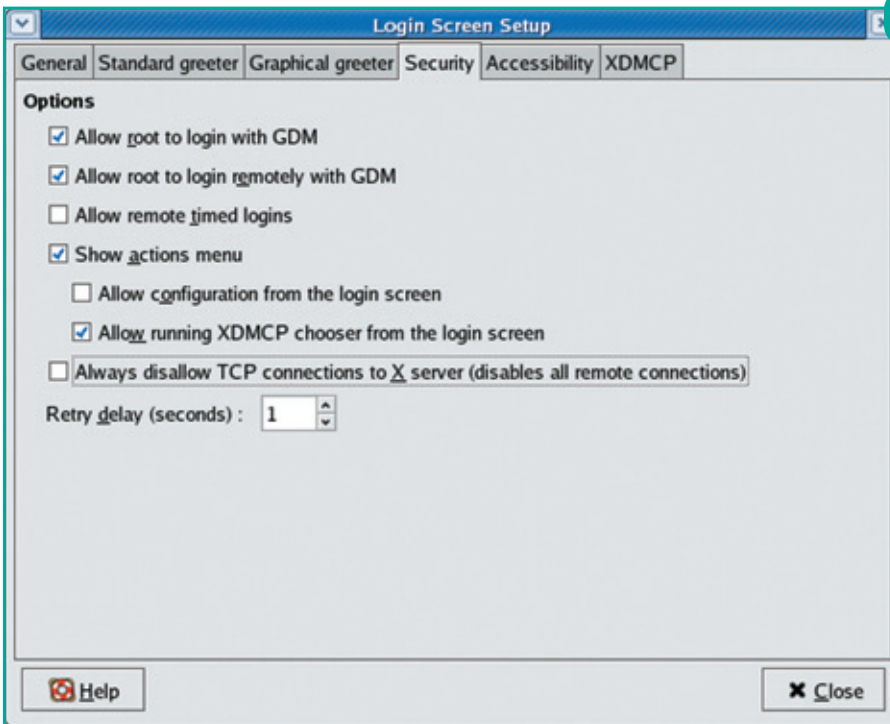 Login Screen Setup
General Standard greeter Graphical greeter Security Accessibility XDMCP
Options
Allow root to login with GDM
Allow root to login remotely with GDM
Allow remote timed logins
Show actions menu
Allow configuration from the login screen
Allow running XDMCP chooser from the login screen
Always disallow TCP connections to X server (disables all remote connections)
Retry delay (seconds) : 1
Help Close